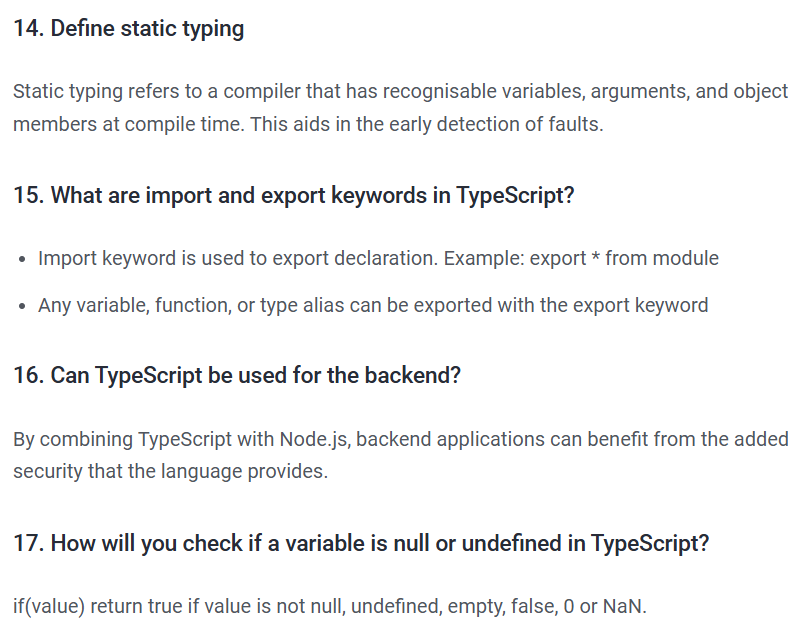 14. Define static typing
Static typing refers to a compiler that has recognisable variables, arguments, and object
members at compile time. This aids in the early detection of faults.
15. What are import and export keywords in TypeScript?
• Import keyword is used to export declaration. Example: export * from module
• Any variable, function, or type alias can be exported with the export keyword
16. Can TypeScript be used for the backend?
By combining TypeScript with Node.js, backend applications can benefit from the added
security that the language provides.
17. How will you check if a variable is null or undefined in TypeScript?
if(value) return true if value is not null, undefined, empty, false, 0 or NaN.